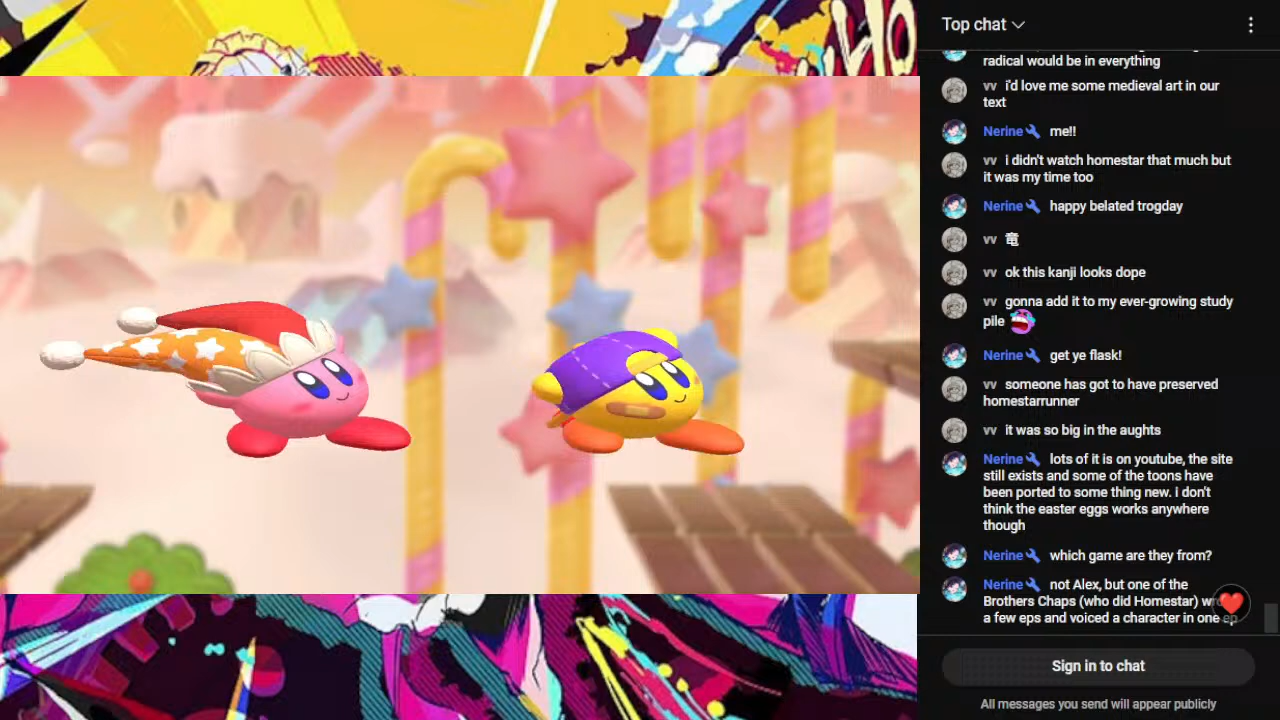 Top chat
radical would be in everything
vv i'd love me some medieval art in our
text
Nerine me!!
vv i didn't watch homestar that much but
it was my time too
Nerine happy belated trogday
vv 竜
vv ok this kanji looks dope
vv gonna add it to my ever-growing study
pile
Nerine get ye flask!
vv someone has got to have preserved
homestarrunner
vv it was so big in the aughts
Nerine lots of it is on youtube, the site
still exists and some of the toons have
been ported to some thing new. i don't
think the easter eggs works anywhere
though
Nerine which game are they from?
Nerine not Alex, but one of the
Brothers Chaps (who did Homestar)
a few eps and voiced a character in one ep
Sign in to chat
All messages you send will appear publicly